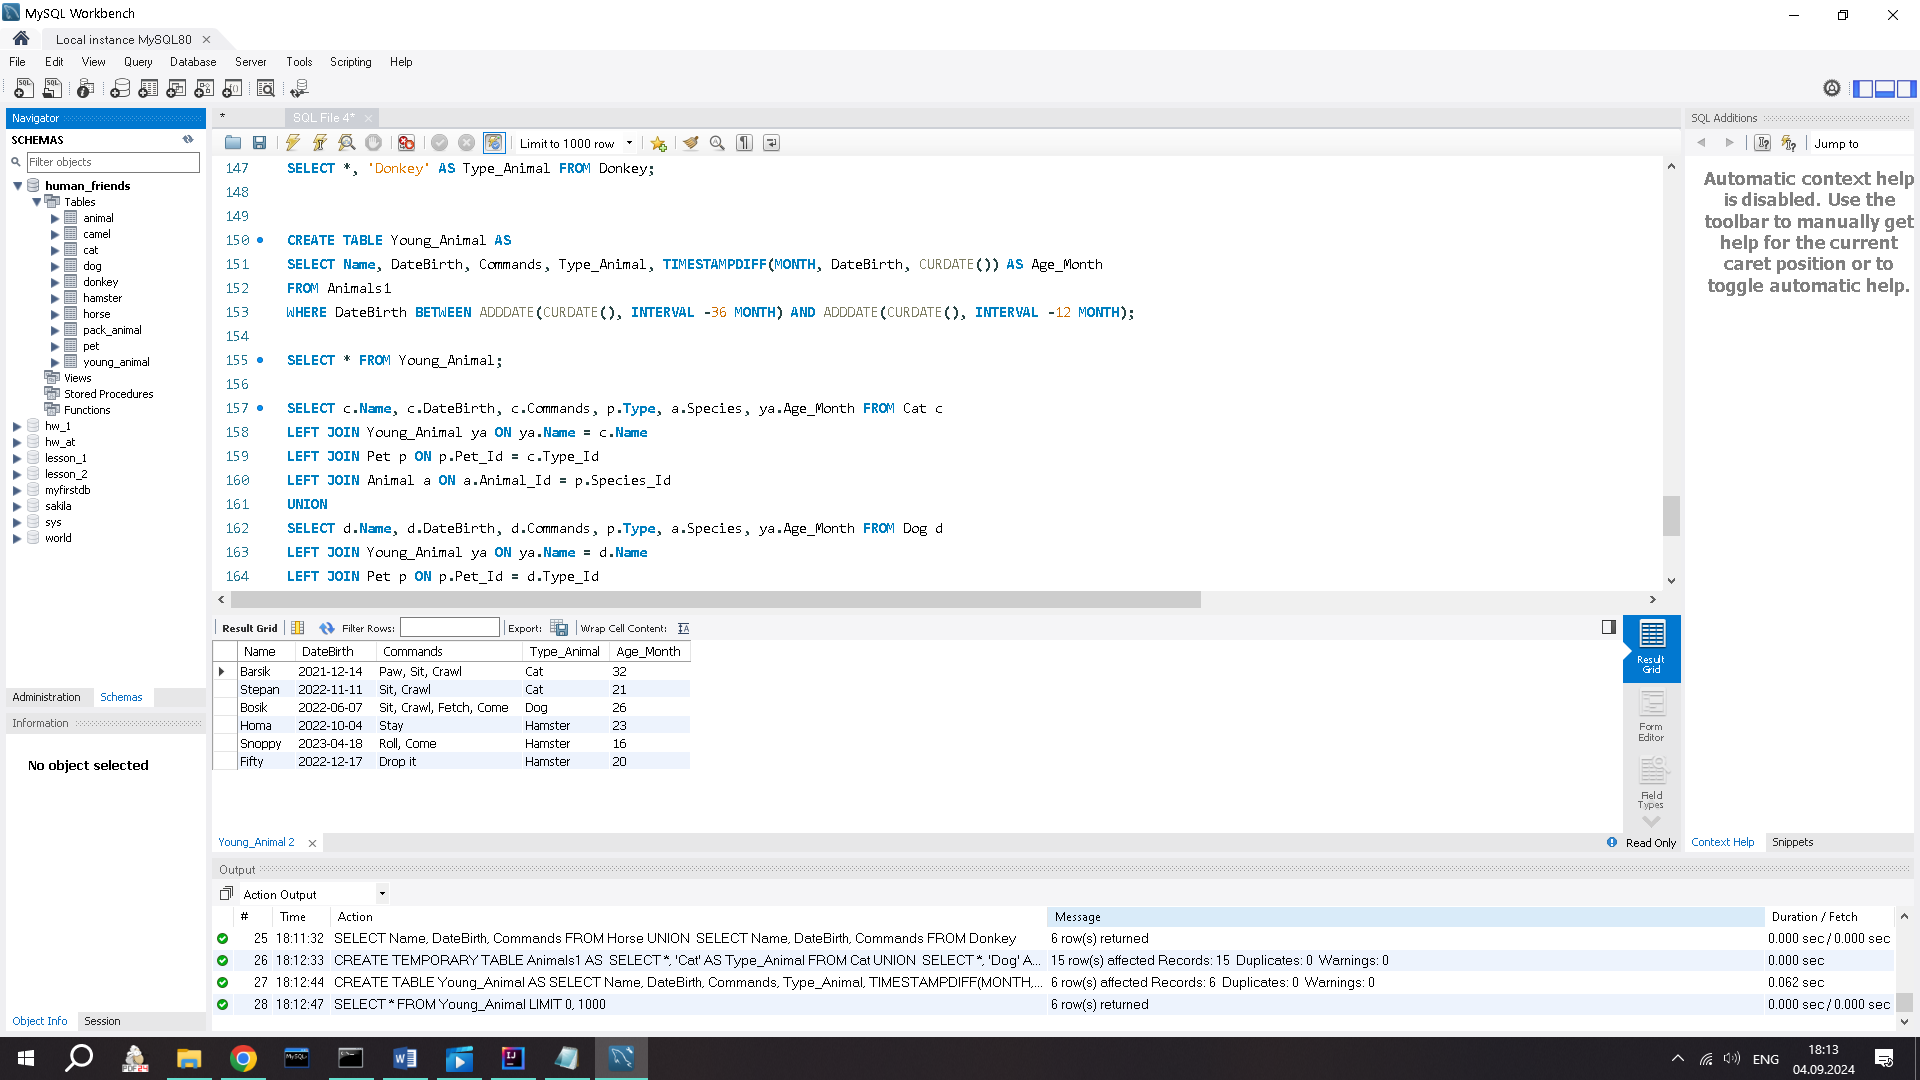 MySQL Workbench
Local instance MySQL80
File Edit View Query Database Server Tools Scripting Help
Navigator
SCHEMAS
Filter objects
human_friends
Tables
animal
camel
cat
dog
donkey
hamster
horse
pack_animal
pet
young_animal
Views
Stored Procedures
Functions
hw_1
hw_at
lesson_1
lesson_2
myfirstdb
sakila
sys
world
Administration Schemas
Information
No object selected
Object Info Session
* SQL File 4*
Limit to 1000 row
147 SELECT *, 'Donkey' AS Type_Animal FROM Donkey;
148
149
150 CREATE TABLE Young_Animal AS
151 SELECT Name, DateBirth, Commands, Type_Animal, TIMESTAMPDIFF(MONTH, DateBirth, CURDATE()) AS Age_Month
152 FROM Animals1
153 WHERE DateBirth BETWEEN ADDDATE(CURDATE(), INTERVAL -36 MONTH) AND ADDDATE(CURDATE(), INTERVAL -12 MONTH);
154
155 SELECT * FROM Young_Animal;
156
157 SELECT c.Name, c.DateBirth, c.Commands, p.Type, a.Species, ya.Age_Month FROM Cat c
158 LEFT JOIN Young_Animal ya ON ya.Name = c.Name
159 LEFT JOIN Pet p ON p.Pet_Id = c.Type_Id
160 LEFT JOIN Animal a ON a.Animal_Id = p.Species_Id
161 UNION
162 SELECT d.Name, d.DateBirth, d.Commands, p.Type, a.Species, ya.Age_Month FROM Dog d
163 LEFT JOIN Young_Animal ya ON ya.Name = d.Name
164 LEFT JOIN Pet p ON p.Pet_Id = d.Type_Id
Result Grid Filter Rows: Export: Wrap Cell Content:
Name DateBirth Commands Type_Animal Age_Month
Barsik 2021-12-14 Paw, Sit, Crawl Cat 32
Stepan 2022-11-11 Sit, Crawl Cat 21
Bosik 2022-06-07 Sit, Crawl, Fetch, Come Dog 26
Homa 2022-10-04 Stay Hamster 23
Snoppy 2023-04-18 Roll, Come Hamster 16
Fifty 2022-12-17 Drop it Hamster 20
Result
Grid
Form
Editor
Field
Types
Young_Animal 2
Read Only
SQL Additions
Jump to
Automatic context help
is disabled. Use the
toolbar to manually get
help for the current
caret position or to
toggle automatic help.
Context Help Snippets
Output
Action Output
# Time Action Message Duration / Fetch
25 18:11:32 SELECT Name, DateBirth, Commands FROM Horse UNION SELECT Name, DateBirth, Commands FROM Donkey 6 row(s) returned 0.000 sec / 0.000 sec
26 18:12:33 CREATE TEMPORARY TABLE Animals1 AS SELECT *, 'Cat' AS Type_Animal FROM Cat UNION SELECT *, 'Dog' A... 15 row(s) affected Records: 15 Duplicates: 0 Warnings: 0 0.000 sec
27 18:12:44 CREATE TABLE Young_Animal AS SELECT Name, DateBirth, Commands, Type_Animal, TIMESTAMPDIFF(MONTH,... 6 row(s) affected Records: 6 Duplicates: 0 Warnings: 0 0.062 sec
28 18:12:47 SELECT * FROM Young_Animal LIMIT 0, 1000 6 row(s) returned 0.000 sec / 0.000 sec
ENG
18:13
04.09.2024